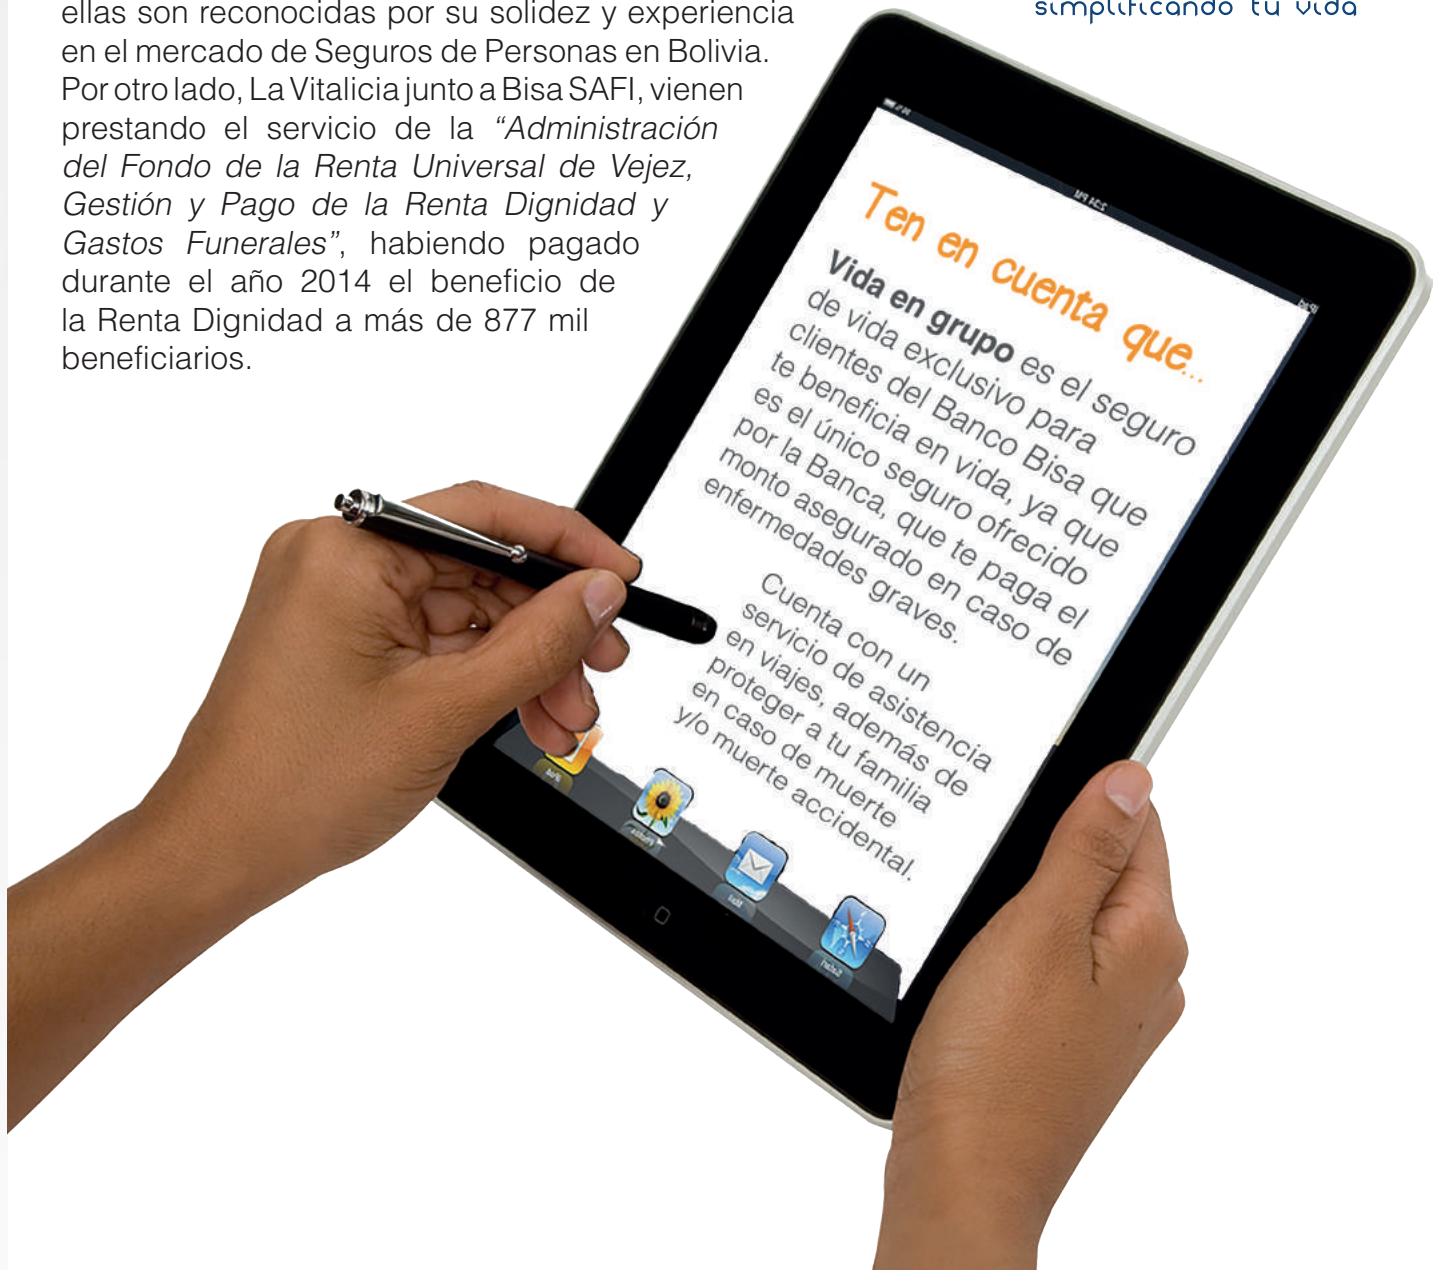 ellas son reconocidas por su solidez y experiencia
en el mercado de Seguros de Personas en Bolivia.
Por otro lado, La Vitalicia junto a Bisa SAFI, vienen
prestando el servicio de la “Administración
del Fondo de la Renta Universal de Vejez,
Gestión y Pago de la Renta Dignidad y
Gastos Funerales”, habiendo pagado
durante el año 2014 el beneficio de
la Renta Dignidad a más de 877 mil
beneficiarios.
simplificando tu vida
Ten en cuenta que...
Vida en grupo es el seguro
de vida exclusivo para
clientes del Banco Bisa que
te beneficia en vida, ya que
es el único seguro ofrecido
por la Banca, que te paga el
monto asegurado en caso de
enfermedades graves.
Cuenta con un
servicio de asistencia
en viajes, además de
proteger a tu familia
en caso de muerte
y/o muerte accidental.